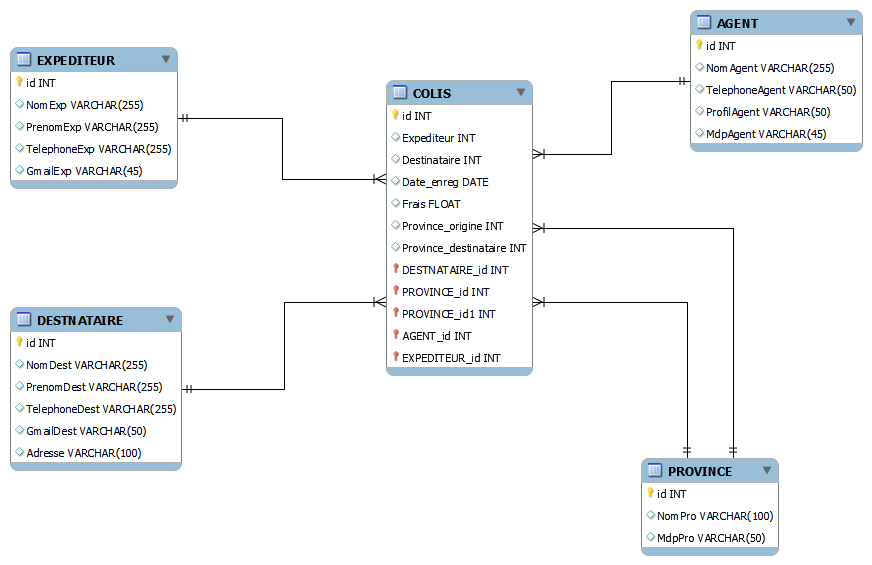 EXPEDITEUR
id INT
NomExp VARCHAR(255)
PrenomExp VARCHAR(255)
TelephoneExp VARCHAR(255)
GmailExp VARCHAR(45)
DESTNATAIRE
id INT
NomDest VARCHAR(255)
PrenomDest VARCHAR(255)
TelephoneDest VARCHAR(255)
GmailDest VARCHAR(50)
Adresse VARCHAR(100)
COLIS
id INT
Expediteur INT
Destinataire INT
Date_enreg DATE
Frais FLOAT
Province_origine INT
Province_destinataire INT
DESTNATAIRE_id INT
PROVINCE_id INT
PROVINCE_id1 INT
AGENT_id INT
EXPEDITEUR_id INT
AGENT
id INT
NomAgent VARCHAR(255)
TelephoneAgent VARCHAR(50)
ProfilAgent VARCHAR(50)
MdpAgent VARCHAR(45)
PROVINCE
id INT
NomPro VARCHAR(100)
MdpPro VARCHAR(50)